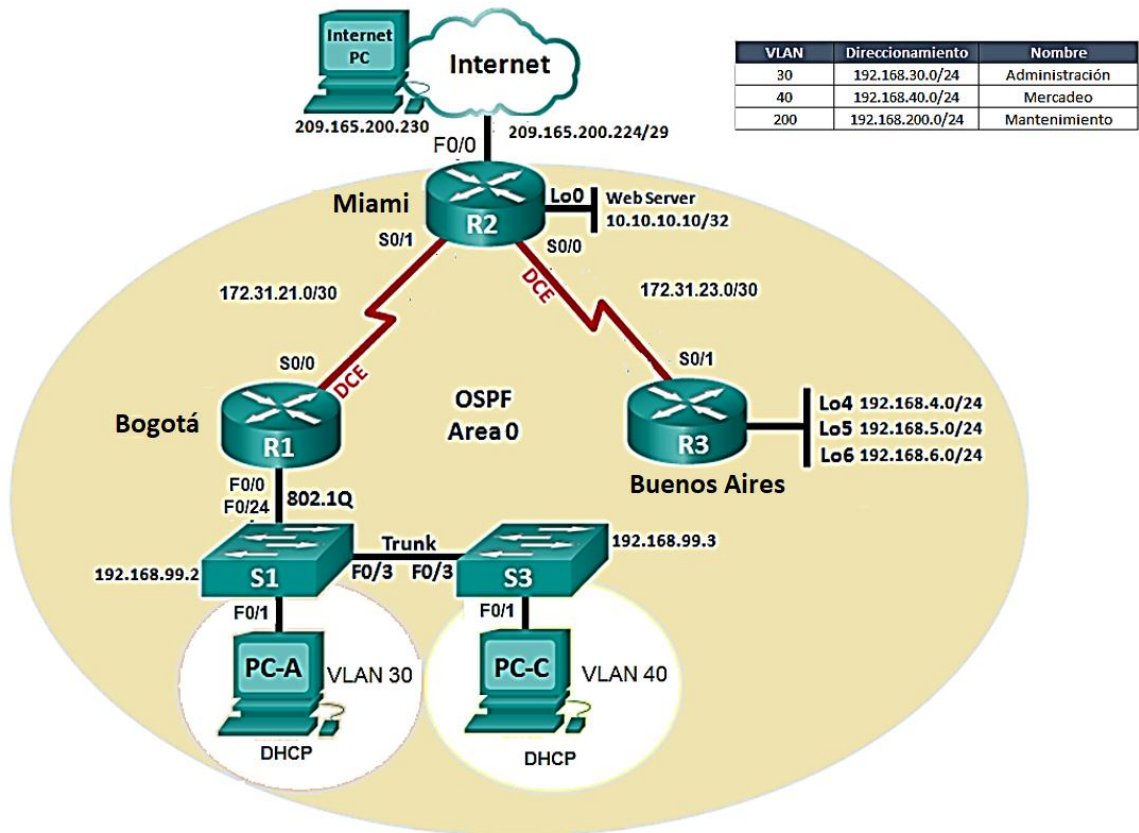 Internet
PC
Internet
209.165.200.230
209.165.200.224/29
F0/0
VLAN Direccionamiento Nombre
30 192.168.30.0/24 Administración
40 192.168.40.0/24 Mercadeo
200 192.168.200.0/24 Mantenimiento
Miami
R2
Lo0
Web Server
10.10.10.10/32
S0/1
S0/0
DCE
172.31.21.0/30
172.31.23.0/30
S0/0
DCE
S0/1
Bogotá
R1
OSPF
Area 0
R3
Lo4 192.168.4.0/24
Lo5 192.168.5.0/24
Lo6 192.168.6.0/24
Buenos Aires
F0/0
F0/24
802.1Q
192.168.99.2
S1
Trunk
F0/3 F0/3
S3
192.168.99.3
F0/1
F0/1
PC-A
VLAN 30
DHCP
PC-C
VLAN 40
DHCP